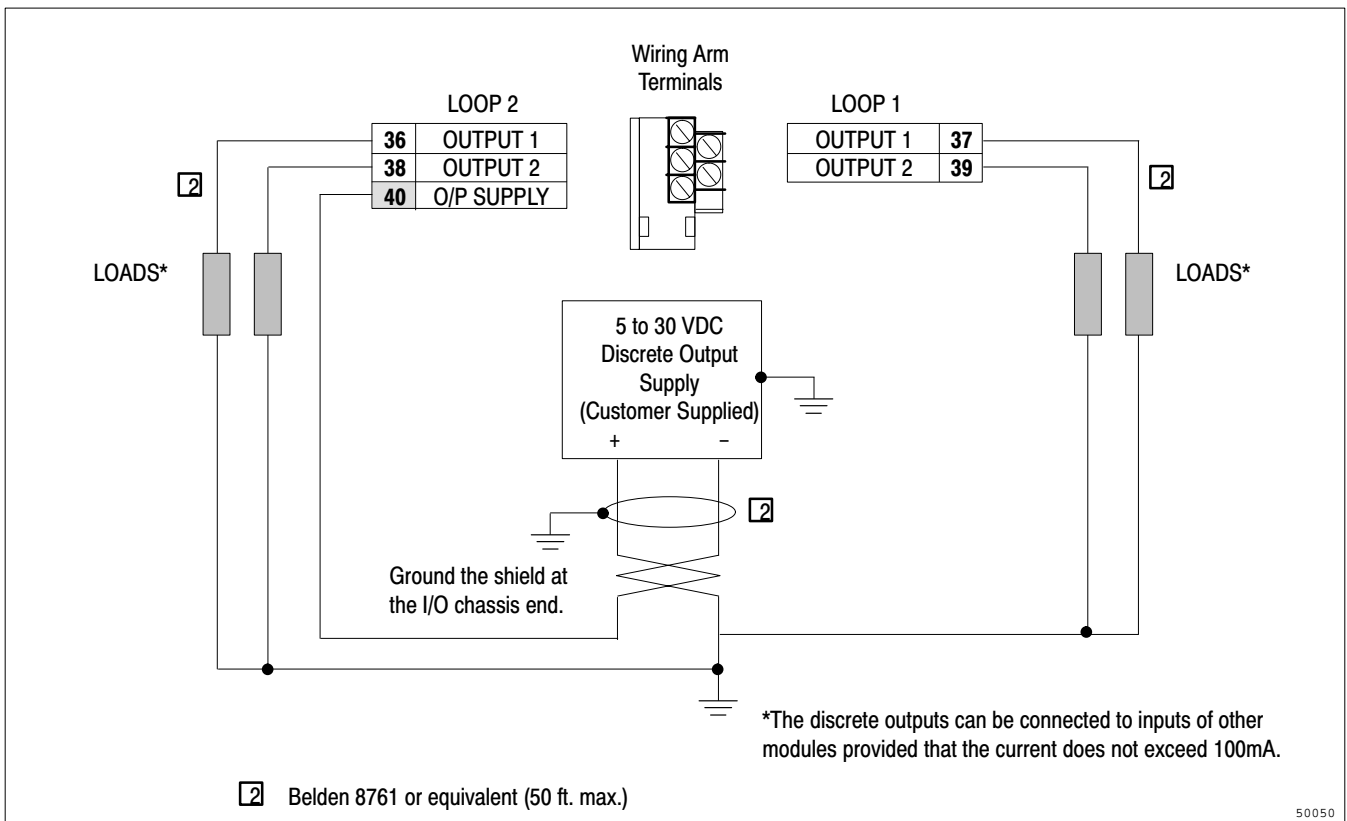 Wiring Arm
Terminals
LOOP 2
36 OUTPUT 1
38 OUTPUT 2
40 O/P SUPPLY
LOOP 1
OUTPUT 1 37
OUTPUT 2 39
2
2
LOADS*
LOADS*
5 to 30 VDC
Discrete Output
Supply
(Customer Supplied)
+ −
2
Ground the shield at
the I/O chassis end.
*The discrete outputs can be connected to inputs of other
modules provided that the current does not exceed 100mA.
2 Belden 8761 or equivalent (50 ft. max.)
50050